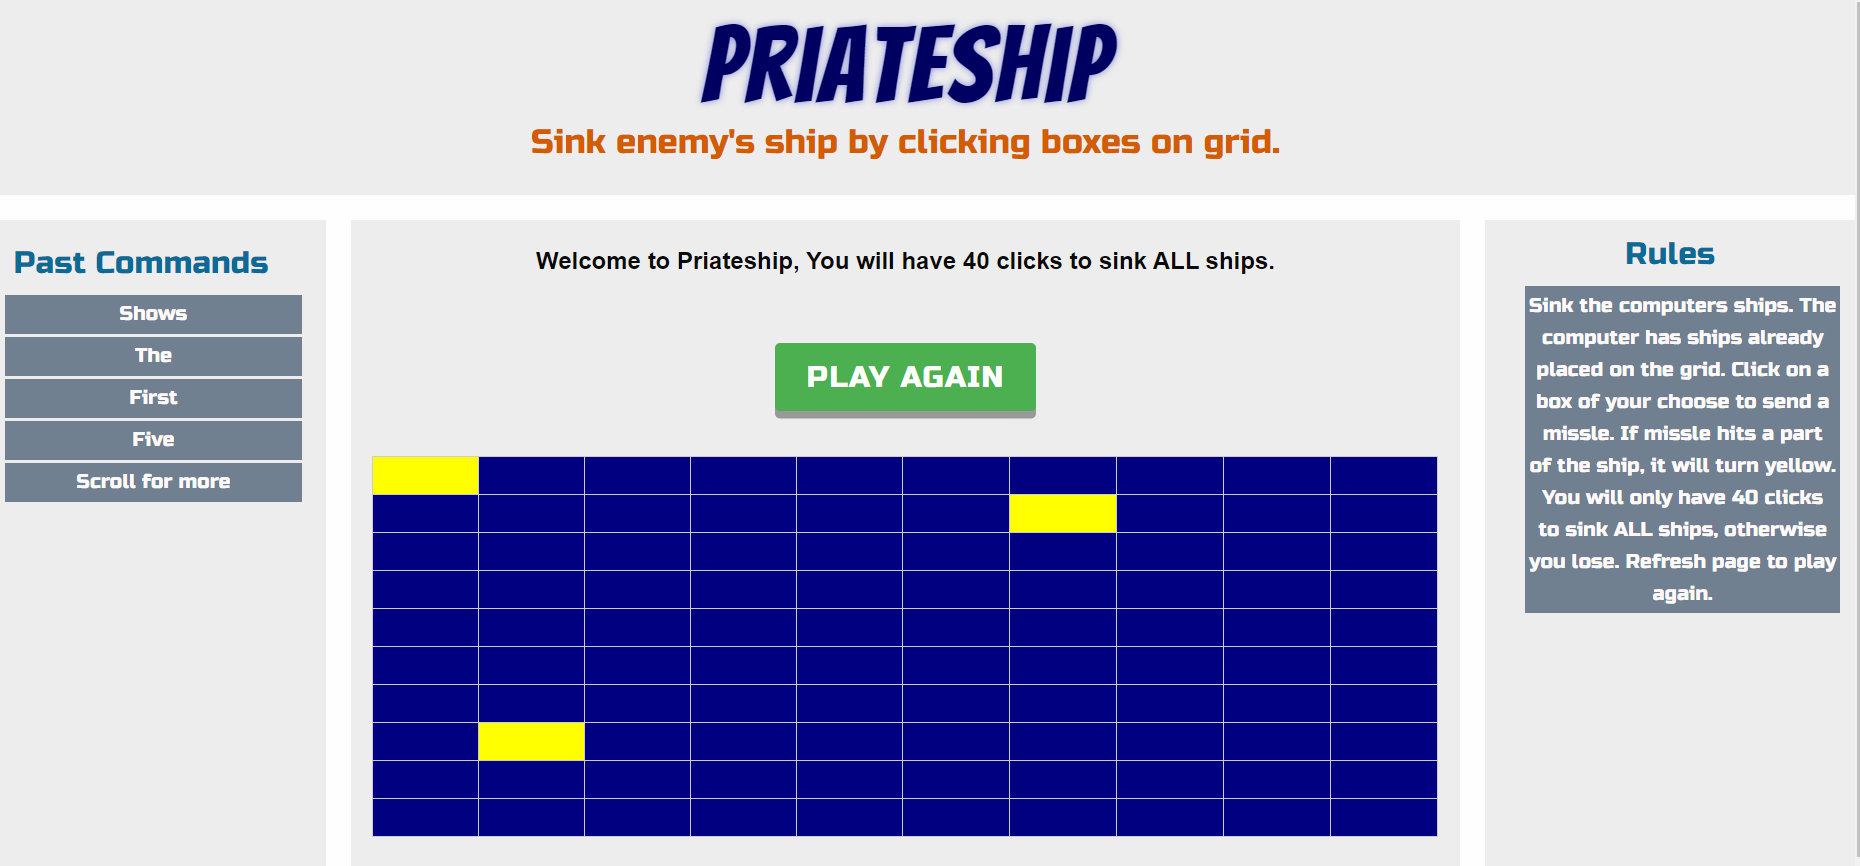 PRIATESHIP
Sink enemy's ship by clicking boxes on grid.
Past Commands
Shows
The
First
Five
Scroll for more
Welcome to Priateship, You will have 40 clicks to sink ALL ships.
PLAY AGAIN
Rules
Sink the computers ships. The
computer has ships already
placed on the grid. Click on a
box of your choose to send a
missle. If missle hits a part
of the ship, it will turn yellow.
You will only have 40 clicks
to sink ALL ships, otherwise
you lose. Refresh page to play
again.